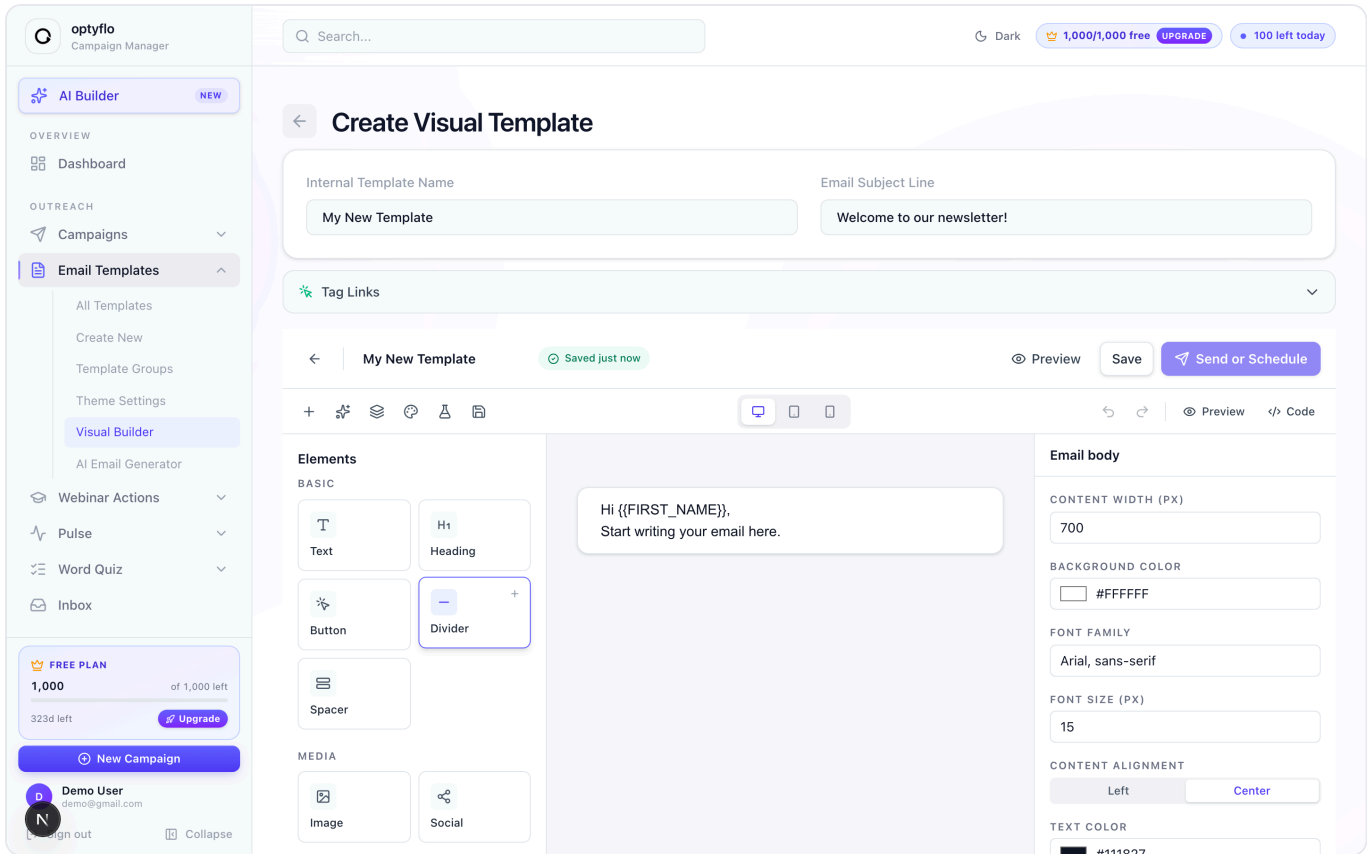 optyflo
Campaign Manager
Search...
Dark
1,000/1,000 free UPGRADE
100 left today
AI Builder NEW
OVERVIEW
Dashboard
OUTREACH
Campaigns
Email Templates
All Templates
Create New
Template Groups
Theme Settings
Visual Builder
AI Email Generator
Webinar Actions
Pulse
Word Quiz
Inbox
FREE PLAN
1,000 of 1,000 left
323d left Upgrade
New Campaign
D
Demo User
demo@gmail.com
N
gn out
Collapse
Create Visual Template
Internal Template Name
My New Template
Email Subject Line
Welcome to our newsletter!
Tag Links
My New Template
Saved just now
Preview
Save
Send or Schedule
Preview
Code
Elements
BASIC
Text
H1
Heading
Button
Divider
Spacer
MEDIA
Image
Social
Hi {{FIRST_NAME}},
Start writing your email here.
Email body
CONTENT WIDTH (PX)
700
BACKGROUND COLOR
#FFFFFF
FONT FAMILY
Arial, sans-serif
FONT SIZE (PX)
15
CONTENT ALIGNMENT
Left Center
TEXT COLOR
#111827